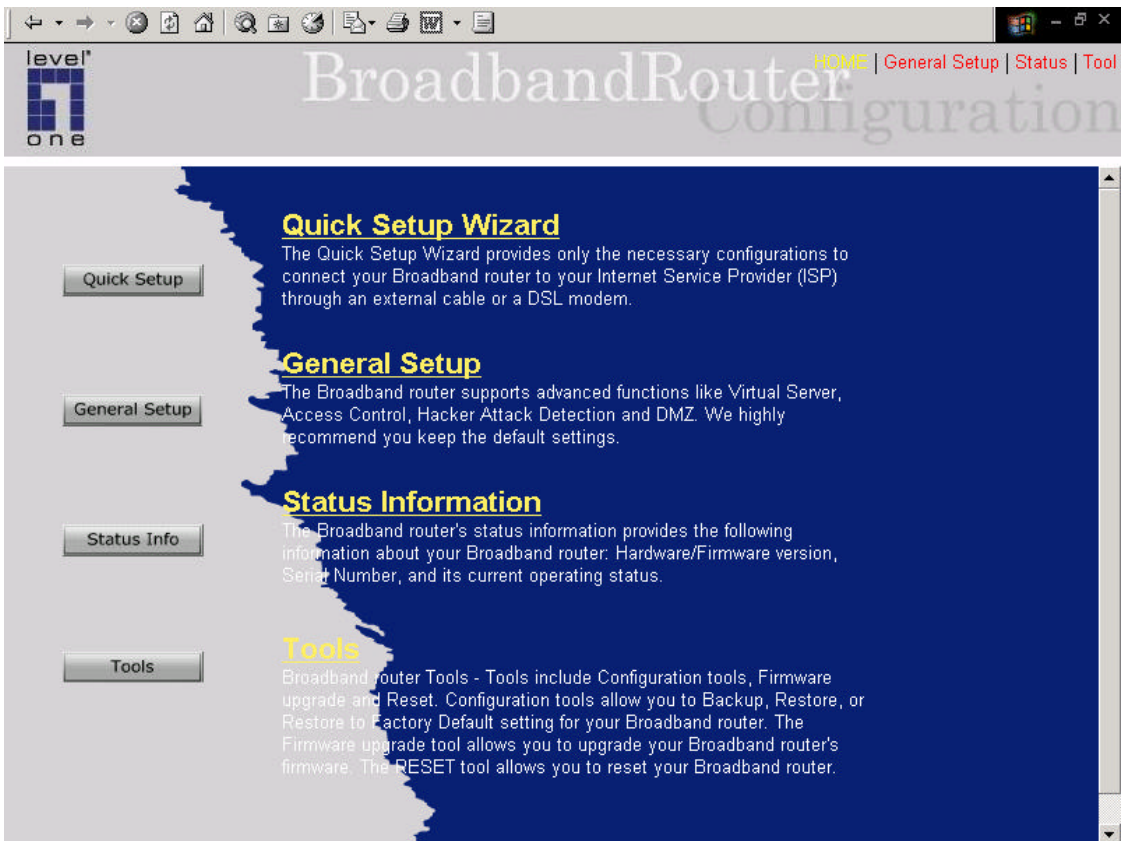 level®
one
BroadbandRouter
Configuration
HOME | General Setup | Status | Tool
Quick Setup
Quick Setup Wizard
The Quick Setup Wizard provides only the necessary configurations to
connect your Broadband router to your Internet Service Provider (ISP)
through an external cable or a DSL modem.
General Setup
General Setup
The Broadband router supports advanced functions like Virtual Server,
Access Control, Hacker Attack Detection and DMZ. We highly
recommend you keep the default settings.
Status Info
Status Information
The Broadband router's status information provides the following
information about your Broadband router: Hardware/Firmware version,
Serial Number, and its current operating status.
Tools
Tools
Broadband router Tools - Tools include Configuration tools, Firmware
upgrade and Reset. Configuration tools allow you to Backup, Restore, or
Restore to Factory Default setting for your Broadband router. The
Firmware upgrade tool allows you to upgrade your Broadband router's
firmware. The RESET tool allows you to reset your Broadband router.